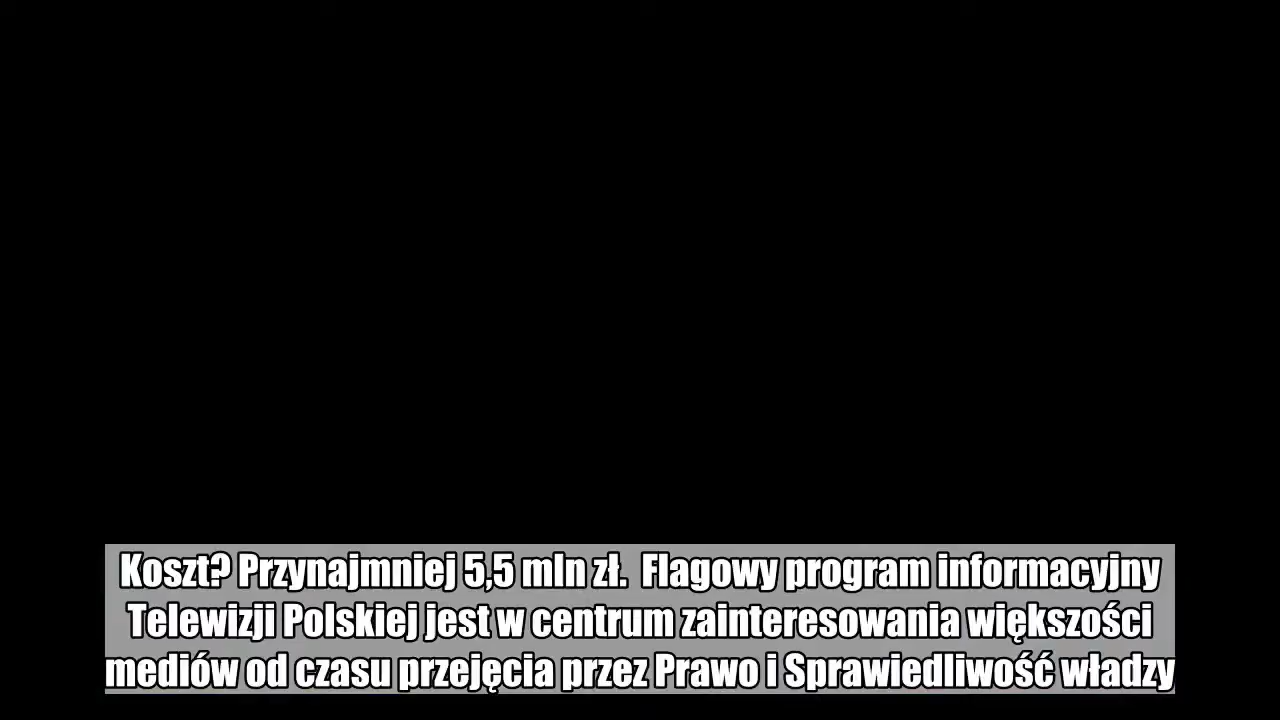 Koszt? Przynajmniej 5,5 mln zł.  Flagowy program informacyjny
Telewizji Polskiej jest w centrum zainteresowania większości
mediów od czasu przejęcia przez Prawo i Sprawiedliwość władzy